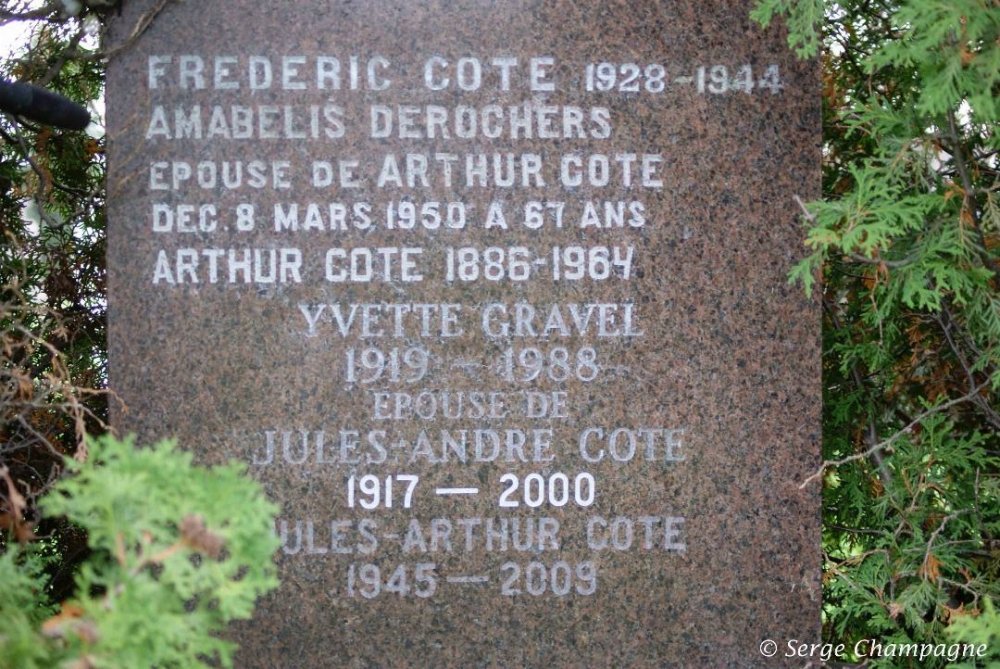 FREDERIC COTE 1928-1944
AMABELIS DEROCHERS
EPOUSE DE ARTHUR COTE
DEC. 8 MARS 1950 A 67 ANS
ARTHUR COTE 1886-1964
YVETTE GRAVEL
1919 - 1988
EPOUSE DE
JULES-ANDRE COTE
1917 — 2000
JULES-ARTHUR COTE
1945 — 2009
© Serge Champagne